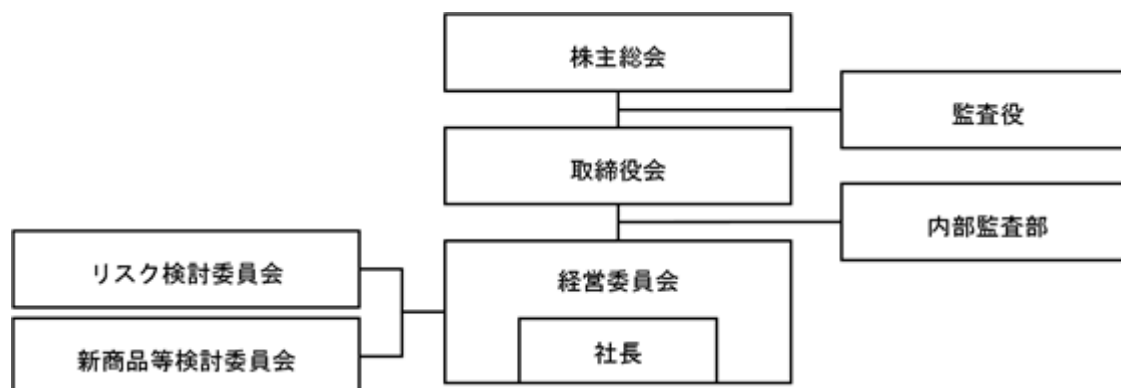 株主総会
監査役
取締役会
内部監査部
リスク検討委員会
経営委員会
新商品等検討委員会
社長